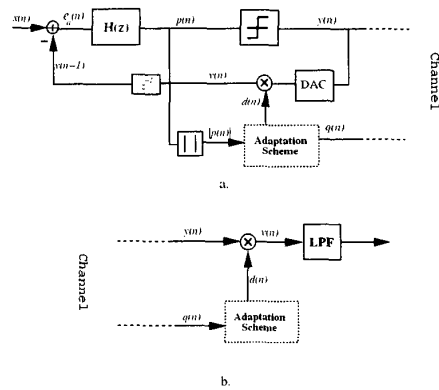 x(n)
+
e_a(n)
H(z)
p(n)
y(n)
−
v(n−1)
v(n)
DAC
d(n)
|p(n)|
Adaptation
Scheme
q(n)
Channel
a.
Channel
y(n)
v(n)
LPF
d(n)
q(n)
Adaptation
Scheme
b.